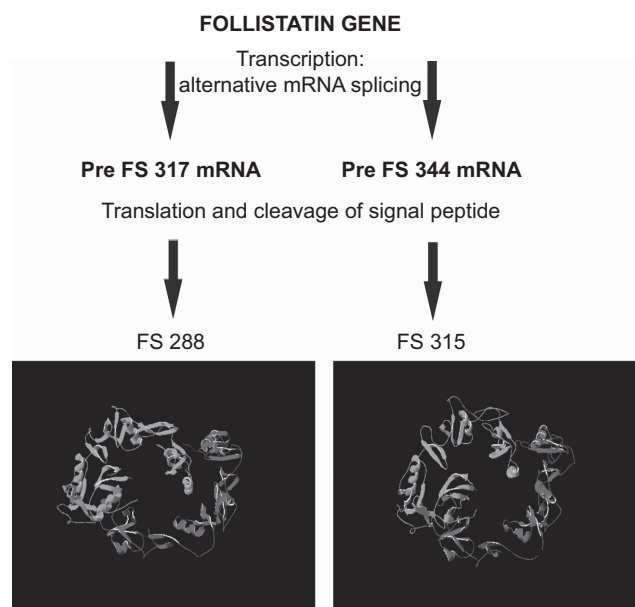 FOLLISTATIN GENE
Transcription:
alternative mRNA splicing
Pre FS 317 mRNA
Pre FS 344 mRNA
Translation and cleavage of signal peptide
FS 288
FS 315